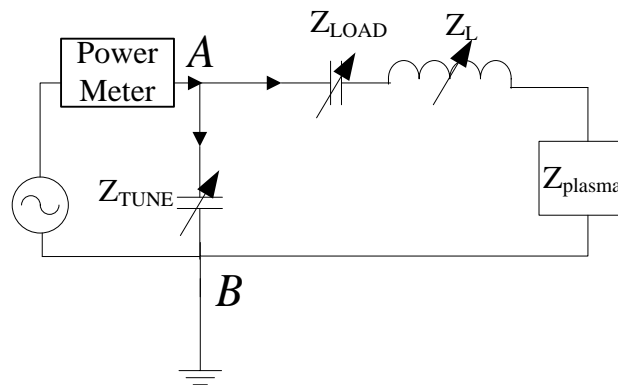 Power
Meter
A
Z_LOAD
Z_L
Z_TUNE
Z_plasma
B